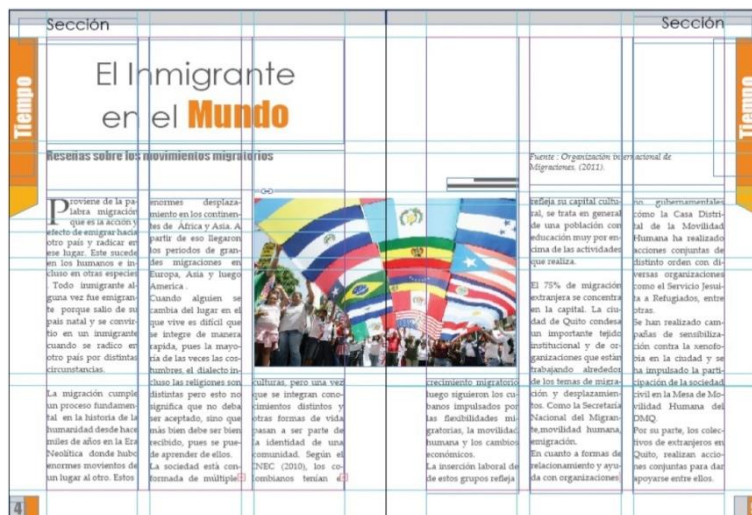 Sección
Sección
Tiempo
Tiempo
El Inmigrante
en el Mundo
Reseñas sobre los movimientos migratorios
Fuente : Organización internacional de
Migraciones. (2011).
Proviene de la pa-
labra migración
que es la acción y
efecto de emigrar hacia
otro país y radicar en
ese lugar. Este sucede
en los humanos e in-
cluso en otras especies
. Todo inmigrante al-
guna vez fue emigran-
te porque salio de su
país natal y se convir-
tio en un inmigrante
cuando se radico en
otro país por distintas
circunstancias.
La migración cumple
un proceso fundamen-
tal en la historia de la
humanidad desde hace
miles de años en la Era
Neolítica donde hubo
enormes movientos de
un lugar al otro. Estos
enormes desplaza-
miento en los continen-
tes de África y Asia. A
partir de eso llegaron
los periodos de gran-
des migraciones en
Europa, Asia y luego
America .
Cuando alguien se
cambia del lugar en el
que vive es difícil que
se integre de manera
rapida, pues la mayo-
ría de las veces las cos-
tumbres, el dialecto in-
cluso las religiones son
distintas pero esto no
significa que no deba
ser aceptado, sino que
más bien debe ser bien
recibido, pues se pue-
de aprender de ellos.
La sociedad está con-
formada de múltiple
culturas, pero una vez
que se integran cono-
cimientos distintos y
otras formas de vida
pasan a ser parte de
la identidad de una
comunidad. Según el
INEC (2010), los co-
lombianos tenían e
crecimiento migratorio
luego siguieron los cu-
banos impulsados por
las flexibilidades mi-
gratorias, la movilidad
humana y los cambios
económicos.
La inserción laboral de
de estos grupos refleja
refleja su capital cultu-
ral, se trata en general
de una población con
educación muy por en-
cima de las actividades
que realiza.
El 75% de migración
extranjera se concentra
en la capital. La ciu-
dad de Quito condesa
un importante tejido
institucional y de or-
ganizaciones que están
trabajando alrededor
de los temas de migra-
ción y desplazamien-
tos. Como la Secretaría
Nacional del Migran-
te,movilidad humana,
emigración.
En cuanto a formas de
relacionamiento y ayu-
da con organizaciones
no gubernamentales
cómo la Casa Distri-
tal de la Movilidad
Humana ha realizado
acciones conjuntas de
distinto orden con di-
versas organizaciones
como el Servicio Jesui-
ta a Refugiados, entre
otras.
Se han realizado cam-
pañas de sensibiliza-
ción contra la xenofo-
bia en la ciudad y se
ha impulsado la parti-
cipación de la sociedad
civil en la Mesa de Mo-
vilidad Humana del
DMQ.
Por su parte, los colec-
tivos de extranjeros en
Quito, realizan accio-
nes conjuntas para dar
apoyarse entre ellos.
4